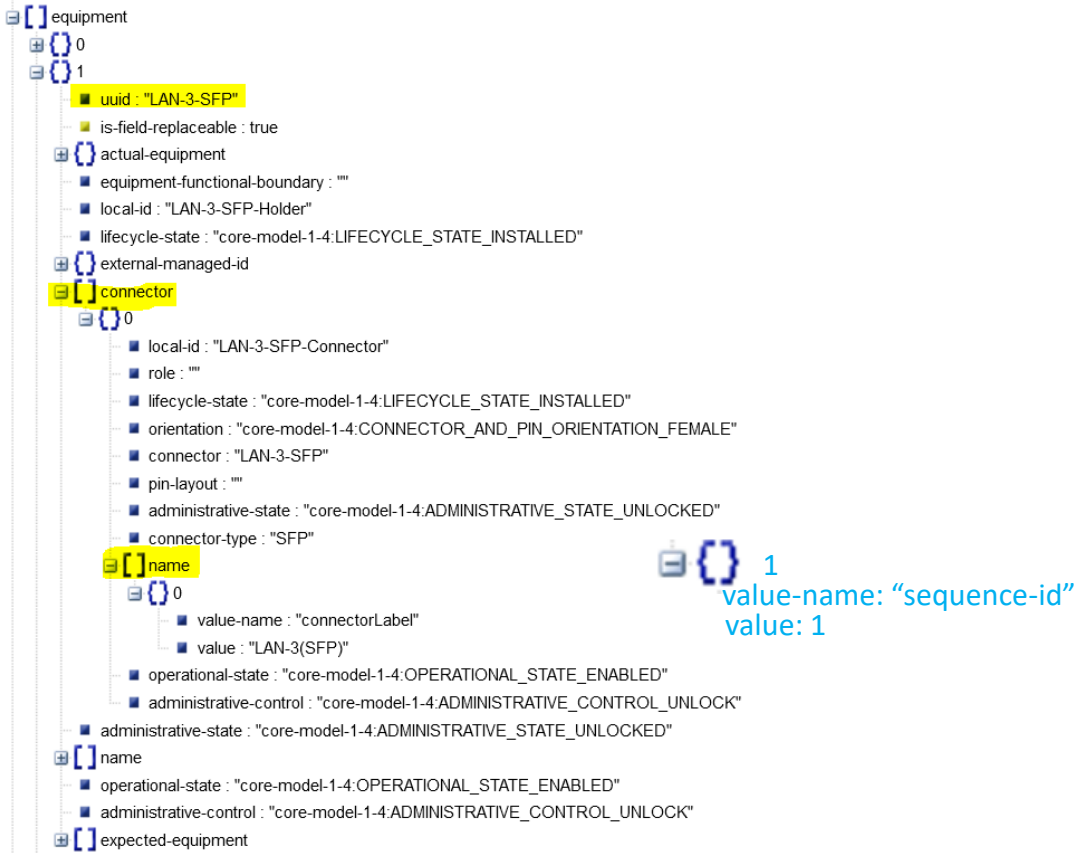 equipment
0
1
uuid : "LAN-3-SFP"
is-field-replaceable : true
actual-equipment
equipment-functional-boundary : ""
local-id : "LAN-3-SFP-Holder"
lifecycle-state : "core-model-1-4:LIFECYCLE_STATE_INSTALLED"
external-managed-id
connector
0
local-id : "LAN-3-SFP-Connector"
role : ""
lifecycle-state : "core-model-1-4:LIFECYCLE_STATE_INSTALLED"
orientation : "core-model-1-4:CONNECTOR_AND_PIN_ORIENTATION_FEMALE"
connector : "LAN-3-SFP"
pin-layout : ""
administrative-state : "core-model-1-4:ADMINISTRATIVE_STATE_UNLOCKED"
connector-type : "SFP"
name
0
value-name : "connectorLabel"
value : "LAN-3(SFP)"
1
value-name: “sequence-id”
value: 1
operational-state : "core-model-1-4:OPERATIONAL_STATE_ENABLED"
administrative-control : "core-model-1-4:ADMINISTRATIVE_CONTROL_UNLOCK"
administrative-state : "core-model-1-4:ADMINISTRATIVE_STATE_UNLOCKED"
name
operational-state : "core-model-1-4:OPERATIONAL_STATE_ENABLED"
administrative-control : "core-model-1-4:ADMINISTRATIVE_CONTROL_UNLOCK"
expected-equipment